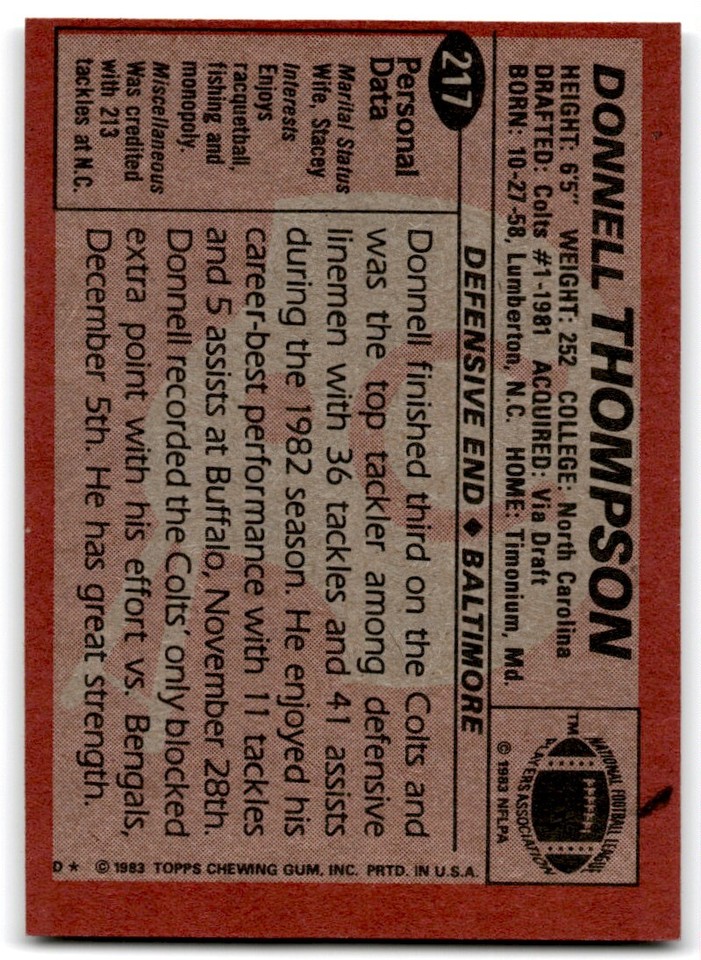 DONNELL THOMPSON
HEIGHT: 6'5" WEIGHT: 252 COLLEGE: North Carolina
DRAFTED: Colts #1-1981 ACQUIRED: Via Draft
BORN: 10-27-58, Lumberton, N.C. HOME: Timonium, Md.
NATIONAL FOOTBALL LEAGUE
PLAYERS ASSOCIATION
TM
© 1983 NFLPA
217
DEFENSIVE END ◆ BALTIMORE
Personal
Data
Marital Status
Wife, Stacey
Interests
Enjoys
racquetball,
fishing and
monopoly.
Miscellaneous
Was credited
with 213
tackles at N.C.
Donnell finished third on the Colts and
was the top tackler among defensive
linemen with 36 tackles and 41 assists
during the 1982 season. He enjoyed his
career-best performance with 11 tackles
and 5 assists at Buffalo, November 28th.
Donnell recorded the Colts' only blocked
extra point with his effort vs. Bengals,
December 5th. He has great strength.
D★ © 1983 TOPPS CHEWING GUM, INC. PRTD. IN U.S.A.